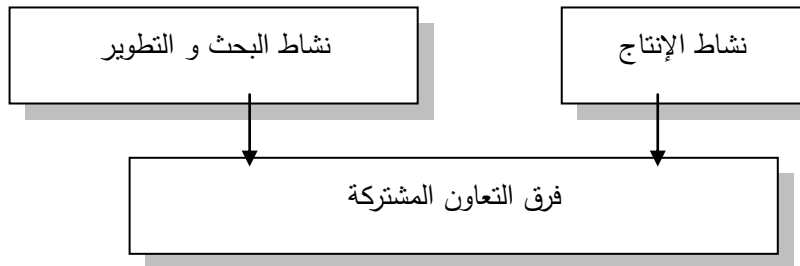 نشاط الإنتاج
نشاط البحث و التطوير
فرق التعاون المشتركة